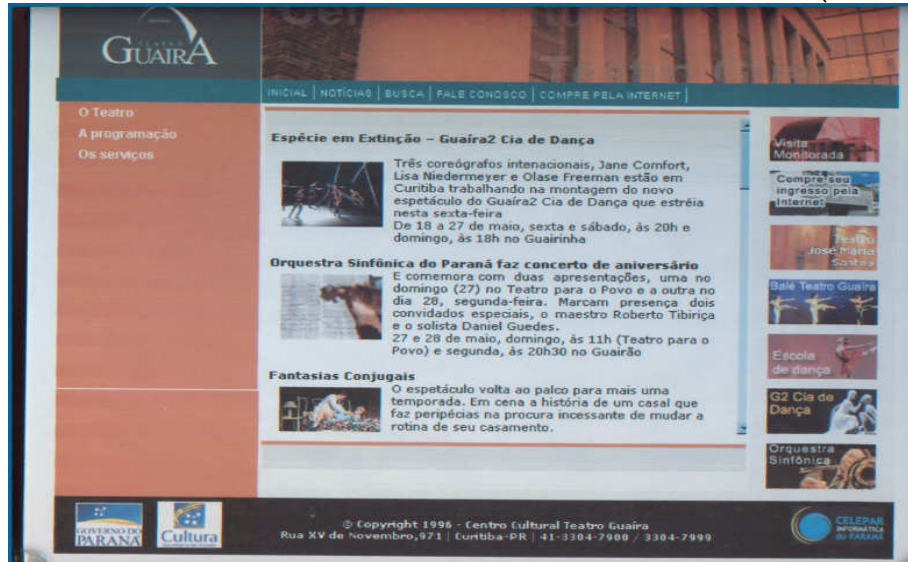 CENTRO
GUAIRA
INICIAL | NOTÍCIAS | BUSCA | FALE CONOSCO | COMPRE PELA INTERNET |
O Teatro
A programação
Os serviços
Espécie em Extinção – Guaíra2 Cia de Dança
Três coreógrafos intenacionais, Jane Comfort,
Lisa Niedermeyer e Olase Freeman estão em
Curitiba trabalhando na montagem do novo
espetáculo do Guaíra2 Cia de Dança que estréia
nesta sexta-feira
De 18 a 27 de maio, sexta e sábado, às 20h e
domingo, às 18h no Guairinha
Orquestra Sinfônica do Paraná faz concerto de aniversário
E comemora com duas apresentações, uma no
domingo (27) no Teatro para o Povo e a outra no
dia 28, segunda-feira. Marcam presença dois
convidados especiais, o maestro Roberto Tibiriça
e o solista Daniel Guedes.
27 e 28 de maio, domingo, às 11h (Teatro para o
Povo) e segunda, às 20h30 no Guairão
Fantasias Conjugais
O espetáculo volta ao palco para mais uma
temporada. Em cena a história de um casal que
faz peripécias na procura incessante de mudar a
rotina de seu casamento.
Visita
Monitorada
Compre seu
ingresso pela
Internet
Teatro
José Maria
Santos
Balé Teatro Guaíra
Escola
de dança
G2 Cia de
Dança
Orquestra
Sinfônica
GOVERNO DO
PARANÁ
Cultura
© Copyright 1996 - Centro Cultural Teatro Guaíra
Rua XV de Novembro,971 | Curitiba-PR | 41-3304-7900 / 3304-7999
CELEPAR
INFORMÁTICA
DO PARANÁ